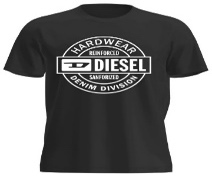 HARDWEAR
REINFORCED
DIESEL
SANFORIZED
DENIM DIVISION